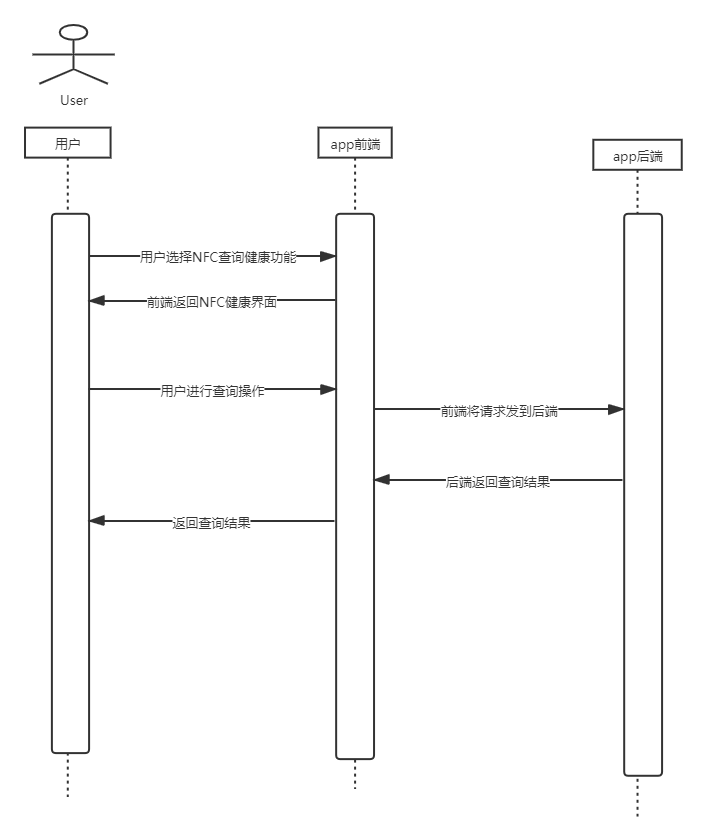 User
用户
app前端
app后端
用户选择NFC查询健康功能
前端返回NFC健康界面
用户进行查询操作
前端将请求发到后端
后端返回查询结果
返回查询结果